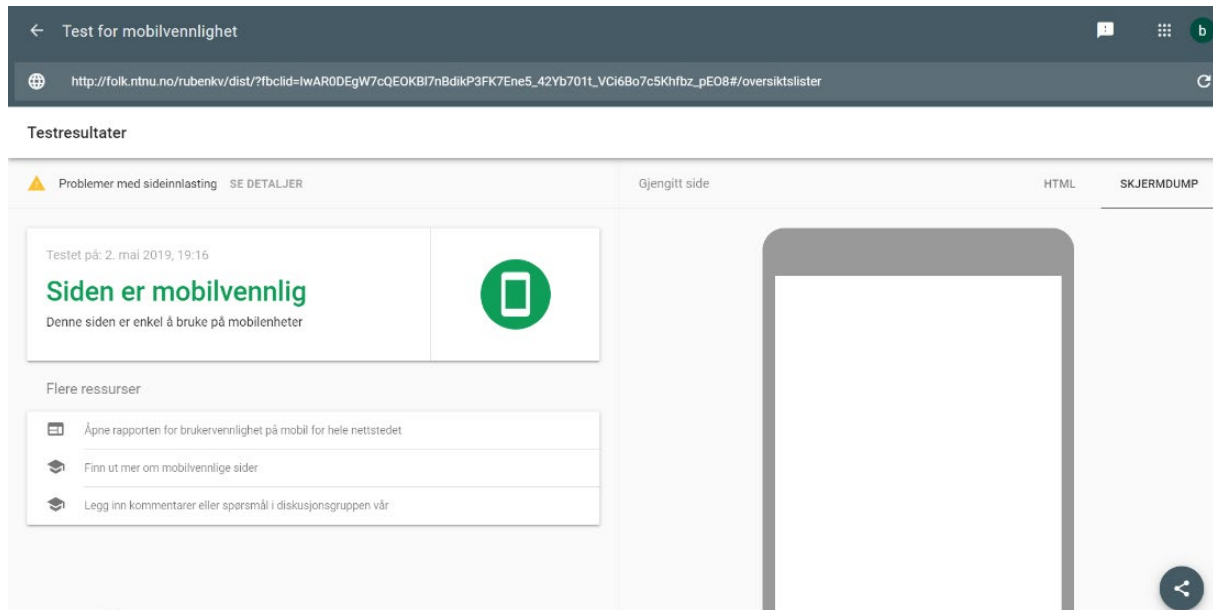 Test for mobilvennlighet
b
http://folk.ntnu.no/rubenkv/dist/?fbclid=IwAR0DEgW7cQEOKBl7nBdikP3FK7Ene5_42Yb701t_VCi6Bo7c5Khfbz_pEO8#/oversiktslister
Testresultater
Problemer med sideinnlasting SE DETALJER
Gjengitt side HTML SKJERMDUMP
Testet på: 2. mai 2019, 19:16
Siden er mobilvennlig
Denne siden er enkel å bruke på mobilenheter
Flere ressurser
Åpne rapporten for brukervennlighet på mobil for hele nettstedet
Finn ut mer om mobilvennlige sider
Legg inn kommentarer eller spørsmål i diskusjonsgruppen vår